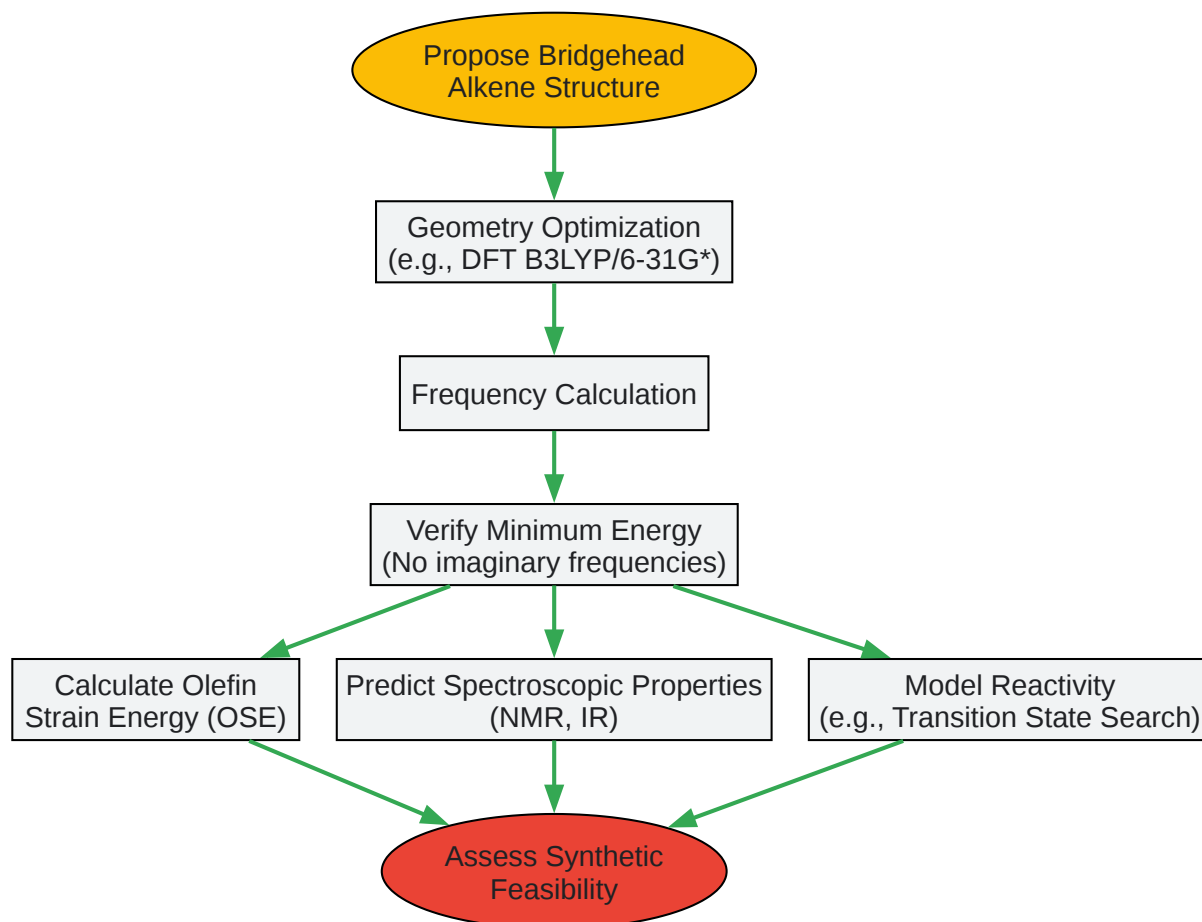 Propose Bridgehead
Alkene Structure
Geometry Optimization
(e.g., DFT B3LYP/6-31G*)
Frequency Calculation
Verify Minimum Energy
(No imaginary frequencies)
Calculate Olefin
Strain Energy (OSE)
Predict Spectroscopic Properties
(NMR, IR)
Model Reactivity
(e.g., Transition State Search)
Assess Synthetic
Feasibility